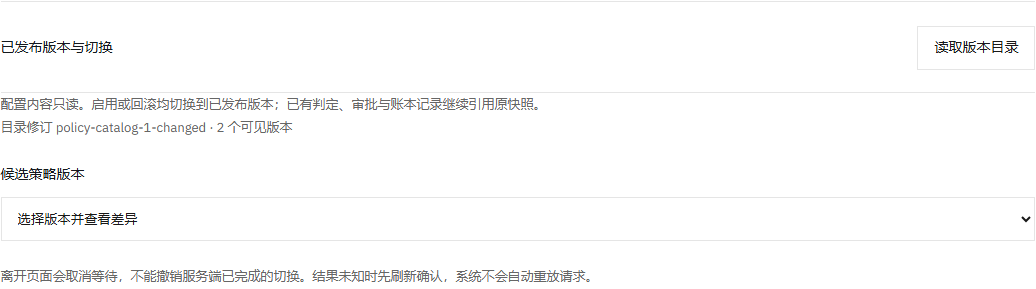 已发布版本与切换
读取版本目录
配置内容只读。启用或回滚均切换到已发布版本；已有判定、审批与账本记录继续引用原快照。
目录修订 policy-catalog-1-changed · 2 个可见版本
候选策略版本
选择版本并查看差异
离开页面会取消等待，不能撤销服务端已完成的切换。结果未知时先刷新确认，系统不会自动重放请求。